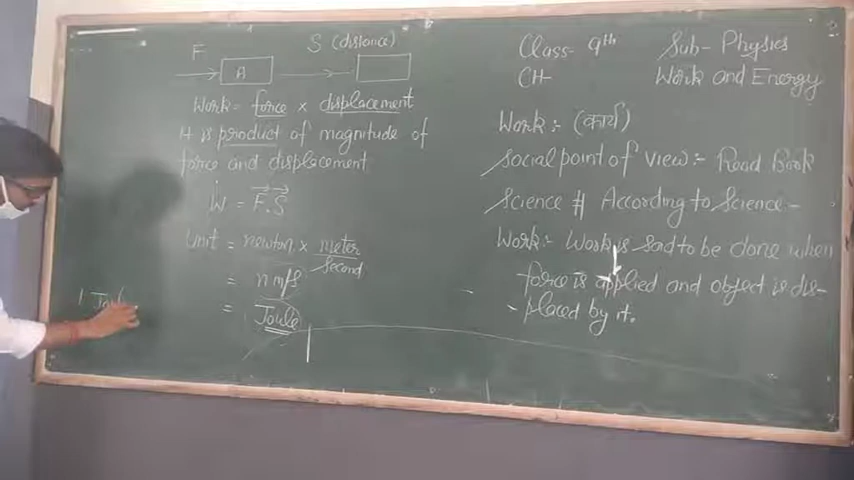 F
S (distance)
A
Work = force × displacement
It is product of magnitude of
force and displacement
W = F.S
Unit = newton × meter
second
= n m/s
= Joule
1 Joul
Class- 9th Sub- Physics
CH- Work and Energy
Work :- (कार्य)
Social point of view :- Read Book
Science # According to Science -
Work :- Work is sad to be done when
force is applied and object is dis-
placed by it.